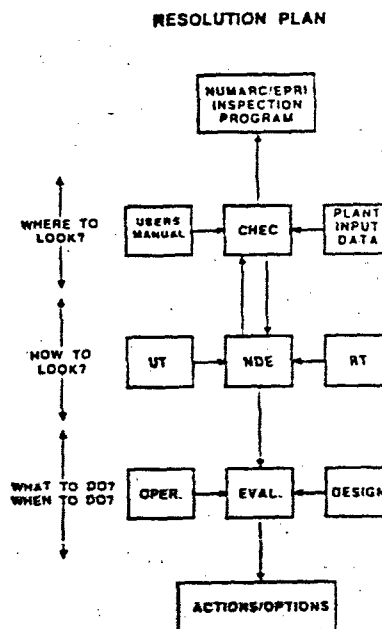 RESOLUTION PLAN
NUMARC/EPRI
INSPECTION
PROGRAM
WHERE TO
LOOK?
USERS
MANUAL
CHEC
PLANT
INPUT
DATA
HOW TO
LOOK?
UT
NDE
RT
WHAT TO DO?
WHEN TO DO?
OPER.
EVAL.
DESIGN
ACTIONS/OPTIONS